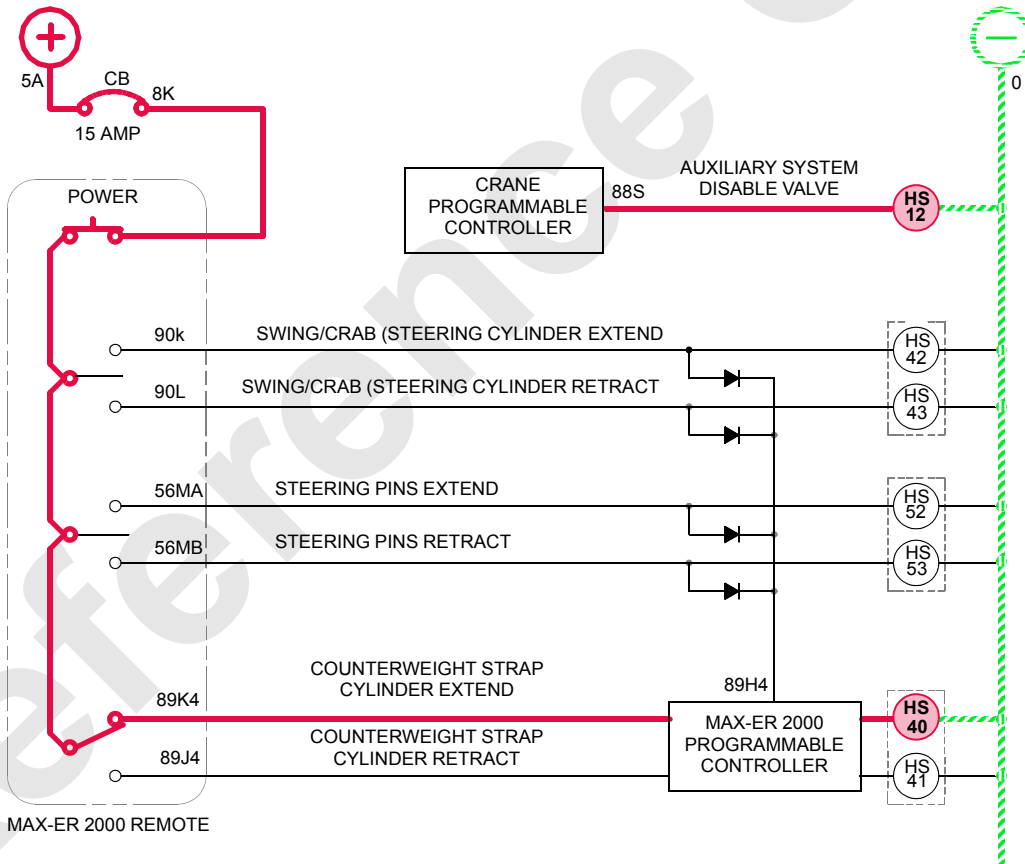 5A
CB
8K
15 AMP
0
POWER
CRANE
PROGRAMMABLE
CONTROLLER
88S
AUXILIARY SYSTEM
DISABLE VALVE
HS
12
90k
SWING/CRAB (STEERING CYLINDER EXTEND
HS
42
90L
SWING/CRAB (STEERING CYLINDER RETRACT
HS
43
56MA
STEERING PINS EXTEND
HS
52
56MB
STEERING PINS RETRACT
HS
53
89K4
COUNTERWEIGHT STRAP
CYLINDER EXTEND
89H4
HS
40
89J4
COUNTERWEIGHT STRAP
CYLINDER RETRACT
MAX-ER 2000
PROGRAMMABLE
CONTROLLER
HS
41
MAX-ER 2000 REMOTE
eference